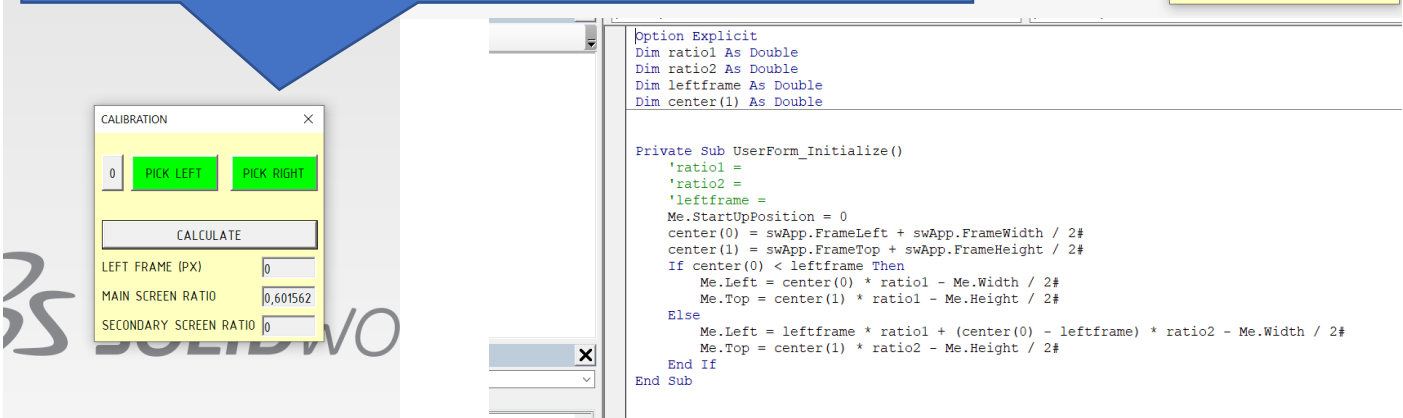 CALIBRATION
0 PICK LEFT PICK RIGHT
CALCULATE
LEFT FRAME (PX) 0
MAIN SCREEN RATIO 0,601562
SECONDARY SCREEN RATIO 0
SOLIDWO
Option Explicit
Dim ratio1 As Double
Dim ratio2 As Double
Dim leftframe As Double
Dim center(1) As Double
Private Sub UserForm_Initialize()
'ratio1 =
'ratio2 =
'leftframe =
Me.StartUpPosition = 0
center(0) = swApp.FrameLeft + swApp.FrameWidth / 2#
center(1) = swApp.FrameTop + swApp.FrameHeight / 2#
If center(0) < leftframe Then
Me.Left = center(0) * ratio1 - Me.Width / 2#
Me.Top = center(1) * ratio1 - Me.Height / 2#
Else
Me.Left = leftframe * ratio1 + (center(0) - leftframe) * ratio2 - Me.Width / 2#
Me.Top = center(1) * ratio2 - Me.Height / 2#
End If
End Sub